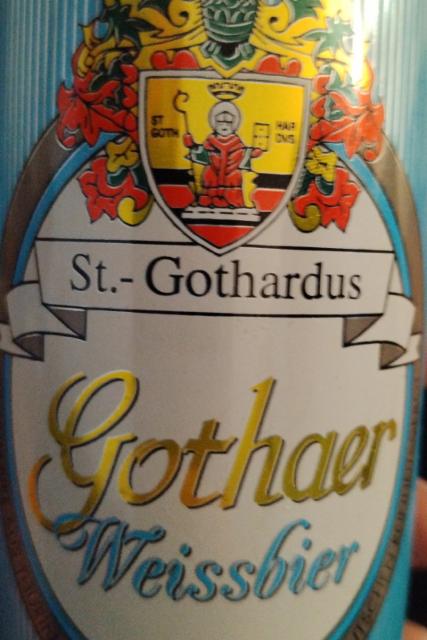 ST HAR
GOTH DVS
St.- Gothardus
Gothaer
Weissbier